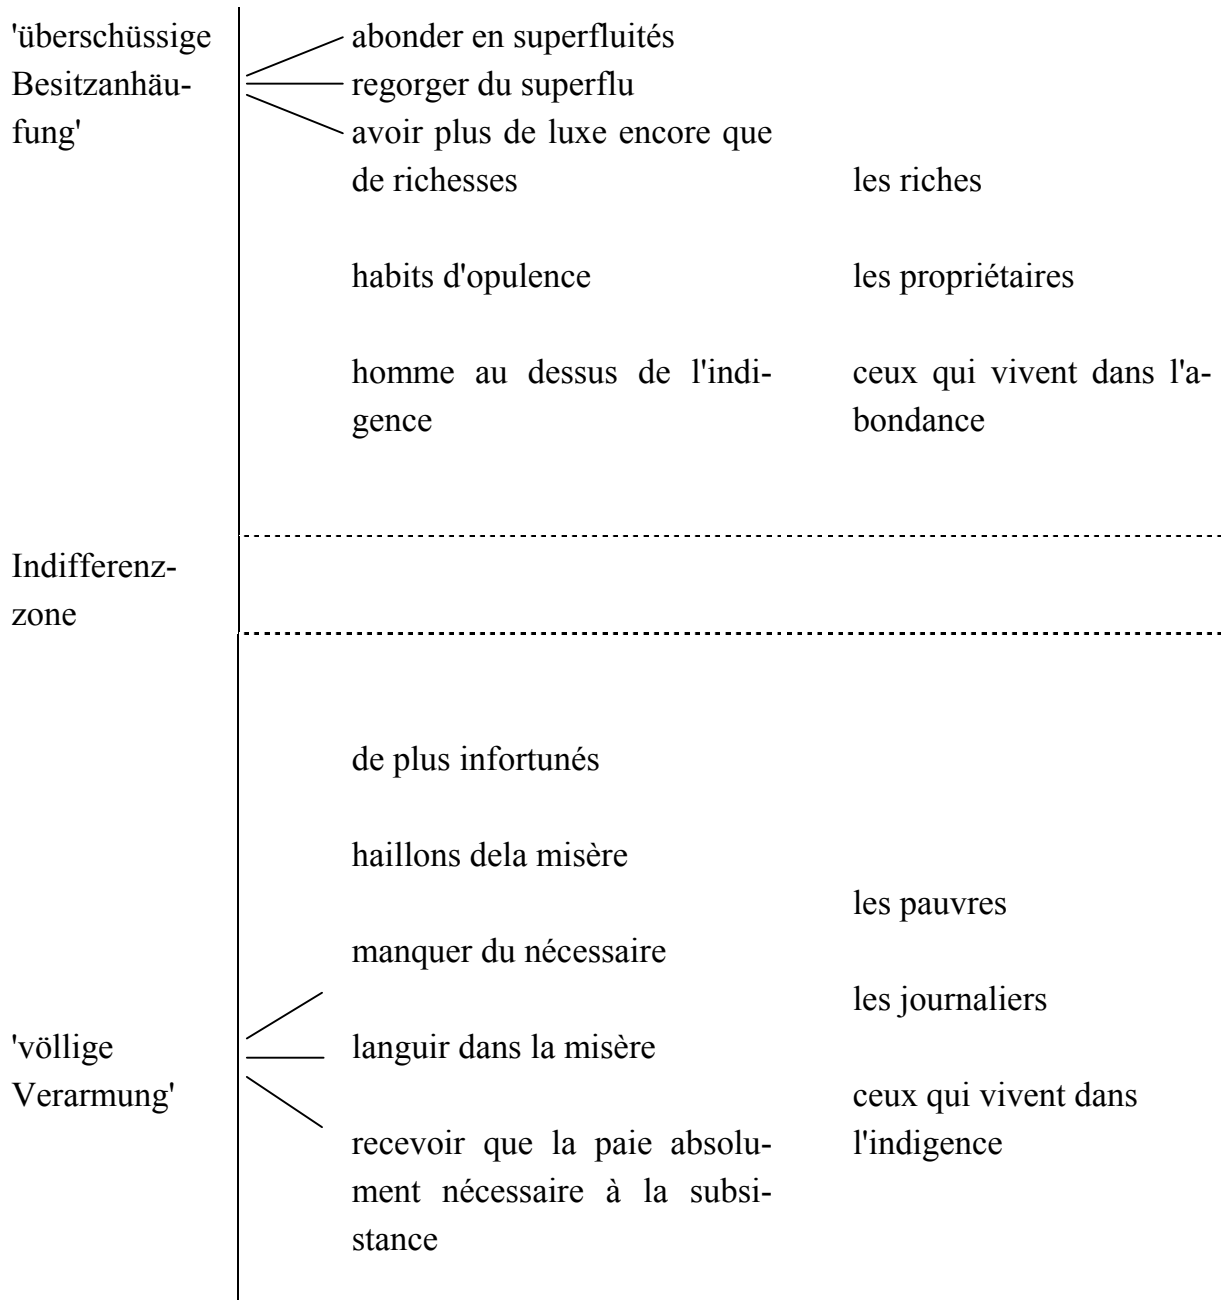 'überschüssige
Besitzanhäu-
fung'
abonder en superfluités
regorger du superflu
avoir plus de luxe encore que
de richesses
les riches
habits d'opulence
les propriétaires
homme au dessus de l'indi-
gence
ceux qui vivent dans l'a-
bondance
Indifferenz-
zone
de plus infortunés
haillons dela misère
les pauvres
manquer du nécessaire
les journaliers
'völlige
Verarmung'
languir dans la misère
ceux qui vivent dans
l'indigence
recevoir que la paie absolu-
ment nécessaire à la subsi-
stance